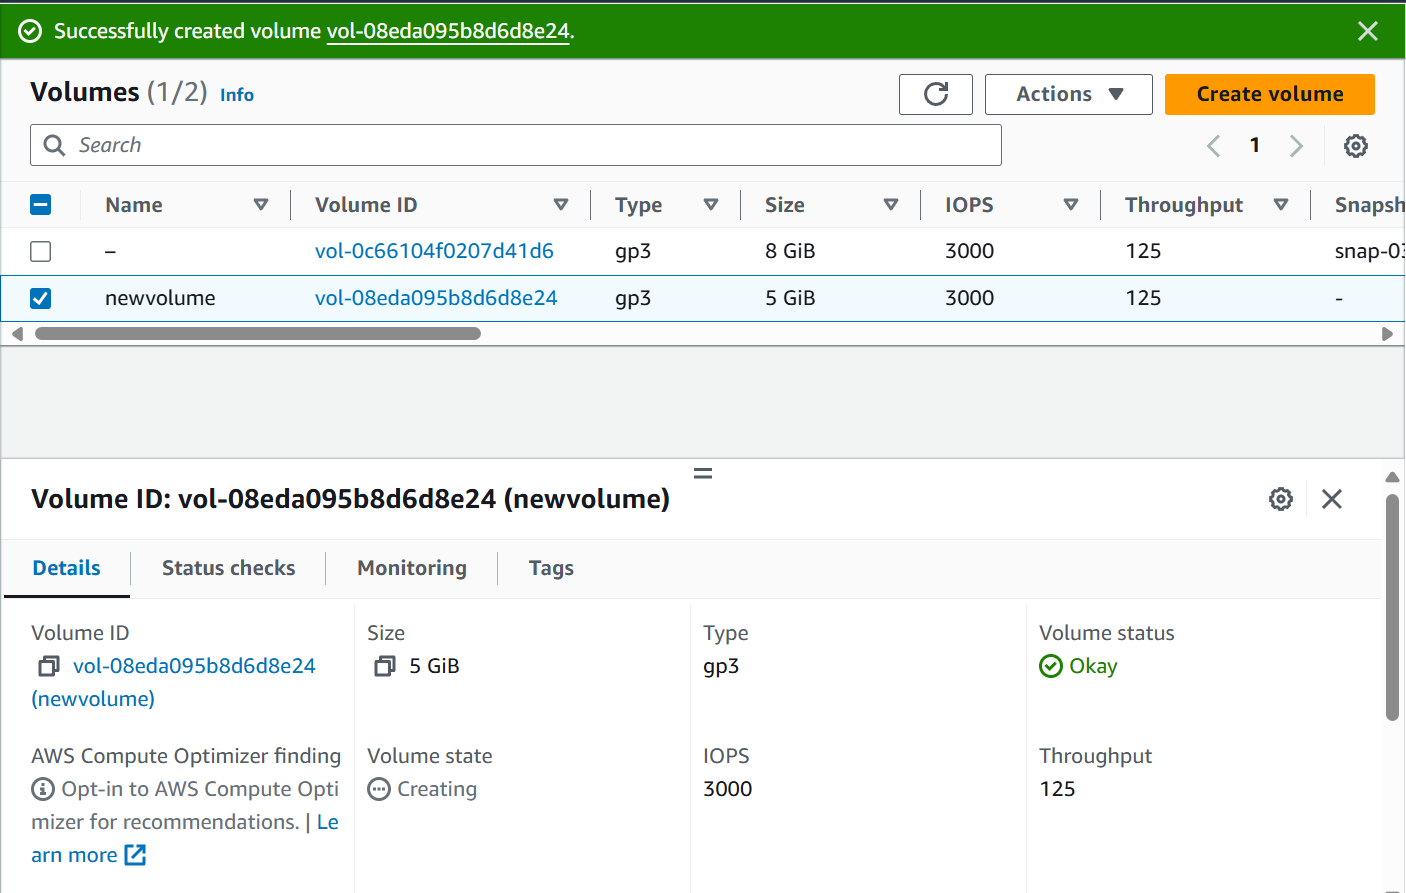 Successfully created volume vol-08eda095b8d6d8e24.
Volumes (1/2) Info
Actions
Create volume
Search
1
Name Volume ID Type Size IOPS Throughput Snapsh
– vol-0c66104f0207d41d6 gp3 8 GiB 3000 125 snap-03
newvolume vol-08eda095b8d6d8e24 gp3 5 GiB 3000 125 -
Volume ID: vol-08eda095b8d6d8e24 (newvolume)
Details Status checks Monitoring Tags
Volume ID
vol-08eda095b8d6d8e24
(newvolume)
Size
5 GiB
Type
gp3
Volume status
Okay
AWS Compute Optimizer finding
Opt-in to AWS Compute Opti
mizer for recommendations. | Le
arn more
Volume state
Creating
IOPS
3000
Throughput
125